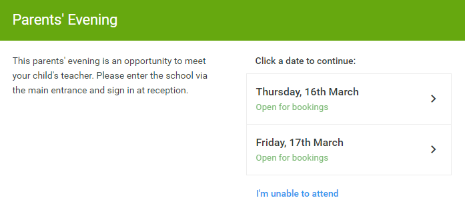 Parents' Evening
This parents' evening is an opportunity to meet
your child's teacher. Please enter the school via
the main entrance and sign in at reception.
Click a date to continue:
Thursday, 16th March
Open for bookings
Friday, 17th March
Open for bookings
I'm unable to attend